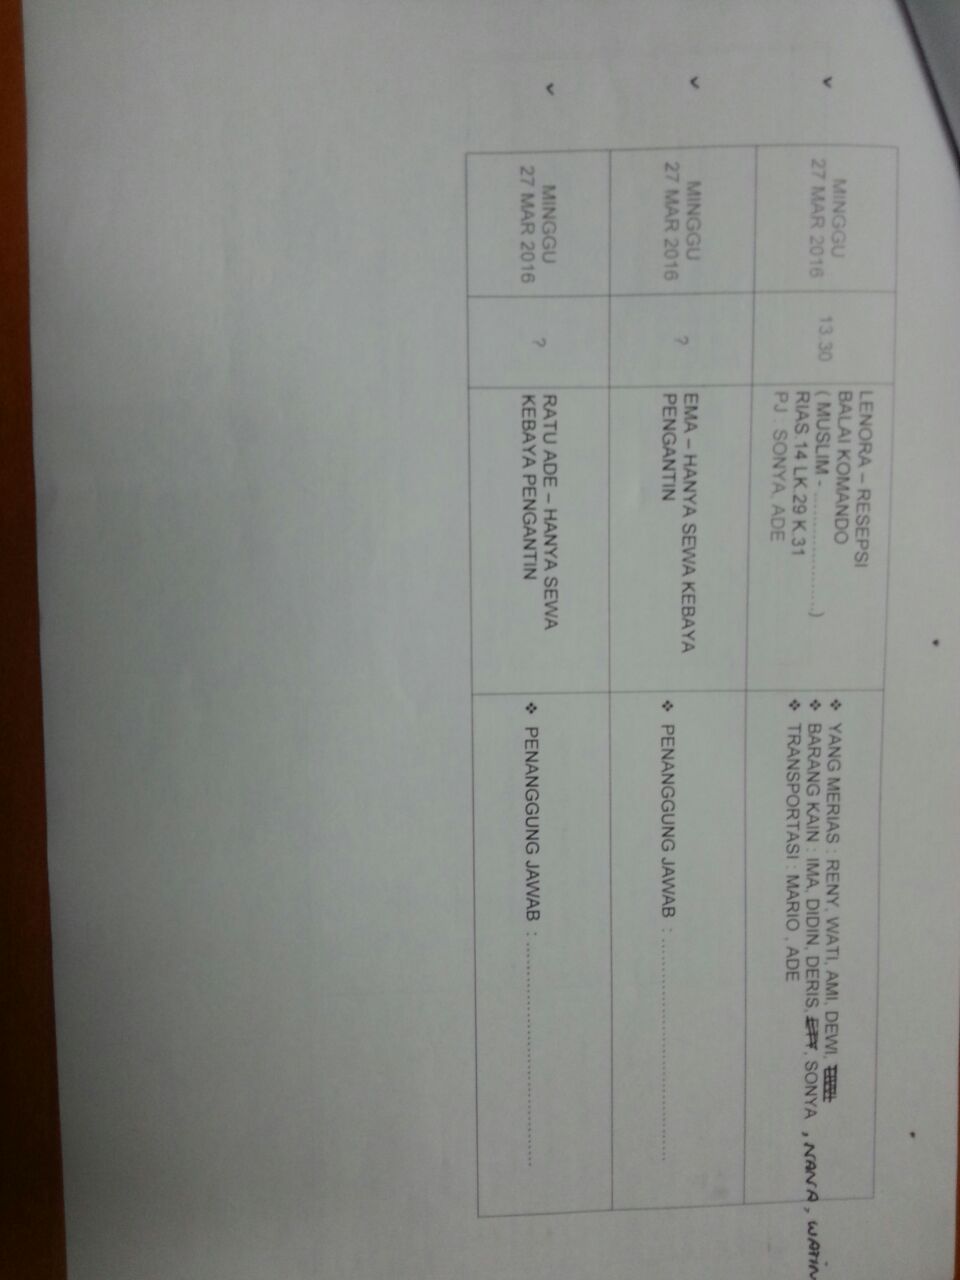 MINGGU
27 MAR 2016
13.30
LENORA – RESEPSI
BALAI KOMANDO
( MUSLIM - .....................)
RIAS.14 LK.29 K.31
PJ : SONYA, ADE
❖ YANG MERIAS : RENY, WATI, AMI, DEWI,
❖ BARANG KAIN : IMA, DIDIN, DERIS, EFY, SONYA , NANA, WATIN
❖ TRANSPORTASI : MARIO , ADE
MINGGU
27 MAR 2016
?
EMA – HANYA SEWA KEBAYA
PENGANTIN
❖ PENANGGUNG JAWAB : .......................................
MINGGU
27 MAR 2016
?
RATU ADE – HANYA SEWA
KEBAYA PENGANTIN
❖ PENANGGUNG JAWAB : .......................................